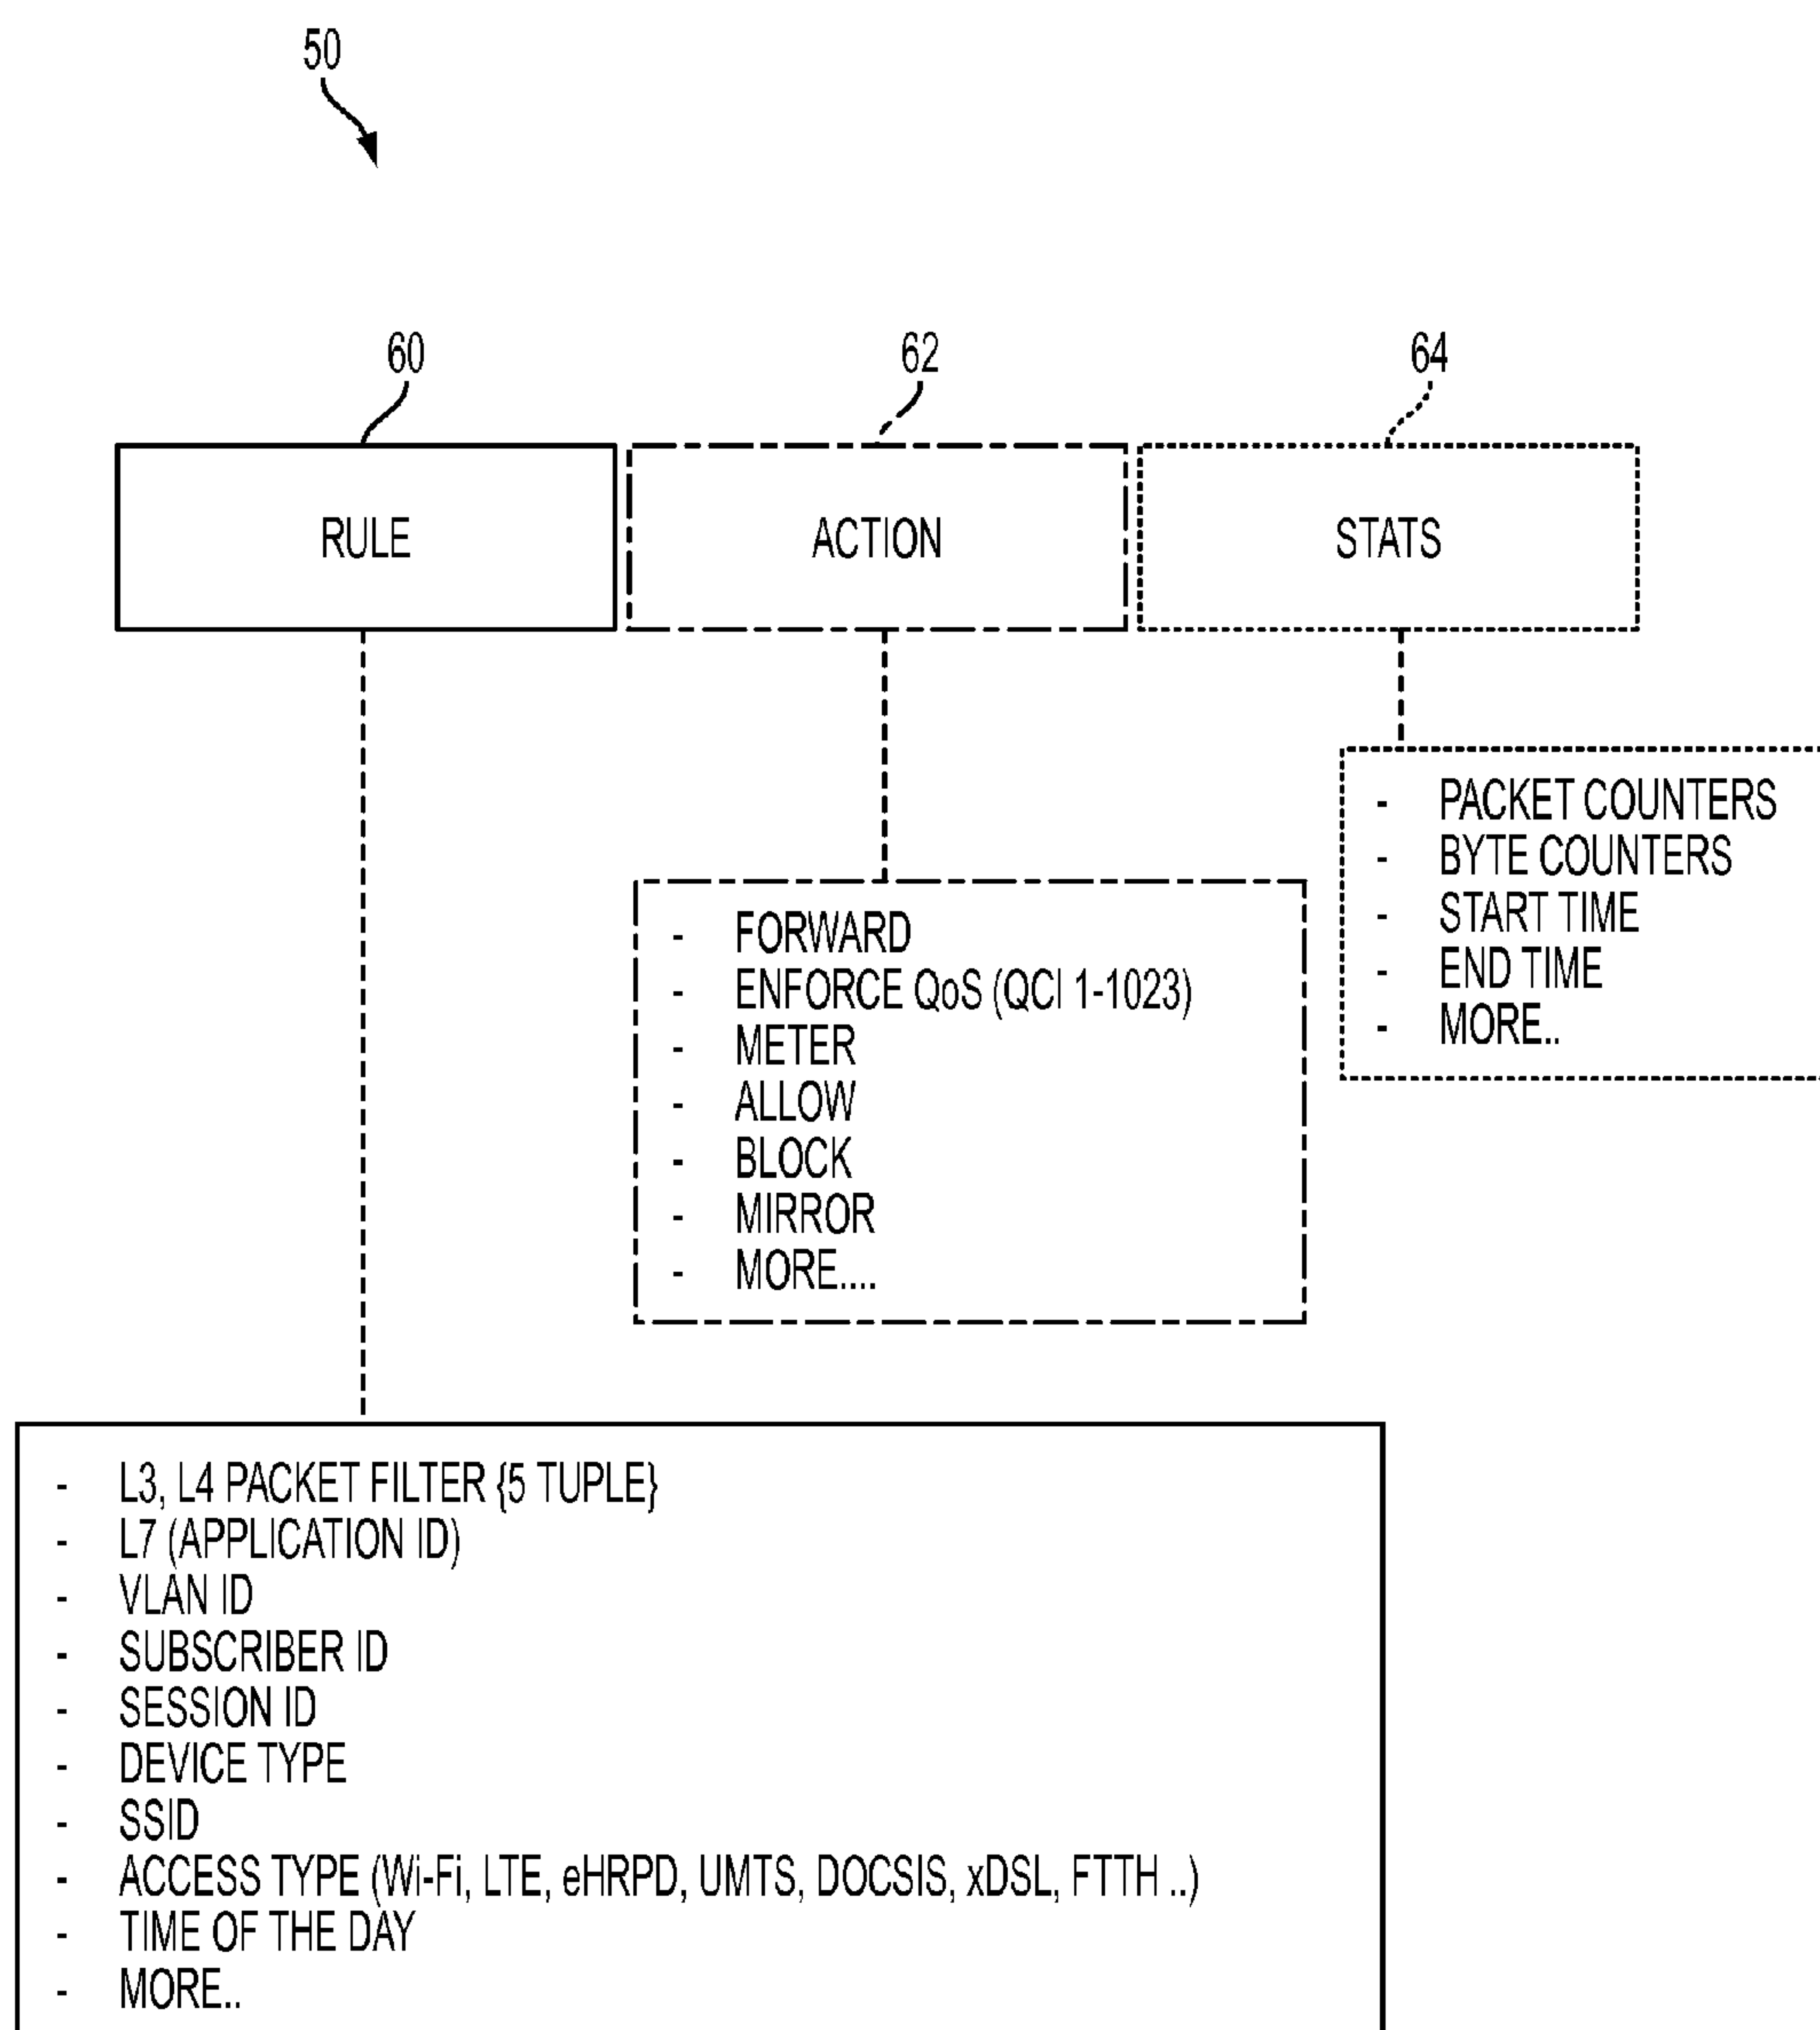 50
60
62
64
RULE
ACTION
STATS
- PACKET COUNTERS
- BYTE COUNTERS
- START TIME
- END TIME
- MORE..
- FORWARD
- ENFORCE QoS (QCI 1-1023)
- METER
- ALLOW
- BLOCK
- MIRROR
- MORE....
- L3, L4 PACKET FILTER {5 TUPLE}
- L7 (APPLICATION ID)
- VLAN ID
- SUBSCRIBER ID
- SESSION ID
- DEVICE TYPE
- SSID
- ACCESS TYPE (Wi-Fi, LTE, eHRPD, UMTS, DOCSIS, xDSL, FTTH ..)
- TIME OF THE DAY
- MORE..